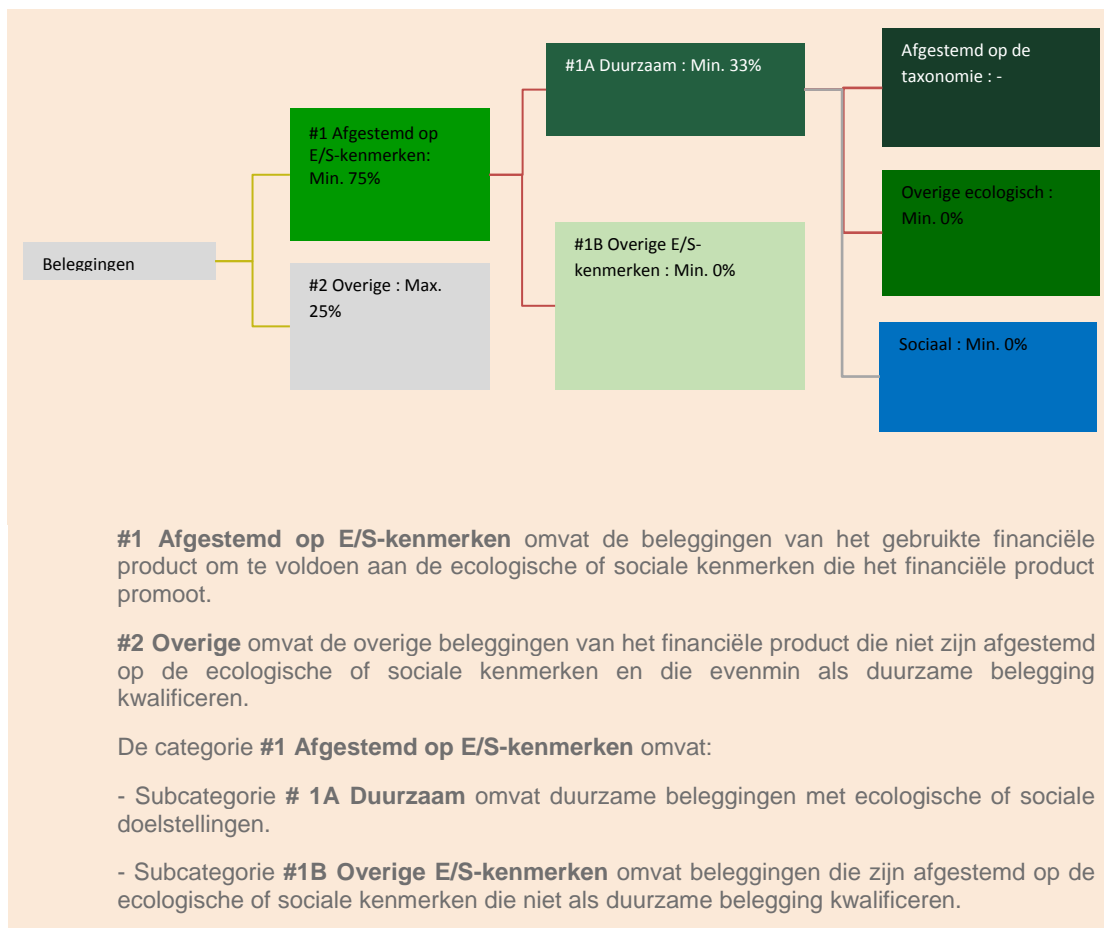 #1A Duurzaam : Min. 33%
Afgestemd op de
taxonomie : -
#1 Afgestemd op
E/S-kenmerken:
Min. 75%
Overige ecologisch :
Min. 0%
#1B Overige E/S-
kenmerken : Min. 0%
Beleggingen
#2 Overige : Max.
25%
Sociaal : Min. 0%
#1 Afgestemd op E/S-kenmerken omvat de beleggingen van het gebruikte financiële
product om te voldoen aan de ecologische of sociale kenmerken die het financiële product
promoot.
#2 Overige omvat de overige beleggingen van het financiële product die niet zijn afgestemd
op de ecologische of sociale kenmerken en die evenmin als duurzame belegging
kwalificeren.
De categorie #1 Afgestemd op E/S-kenmerken omvat:
- Subcategorie # 1A Duurzaam omvat duurzame beleggingen met ecologische of sociale
doelstellingen.
- Subcategorie #1B Overige E/S-kenmerken omvat beleggingen die zijn afgestemd op de
ecologische of sociale kenmerken die niet als duurzame belegging kwalificeren.